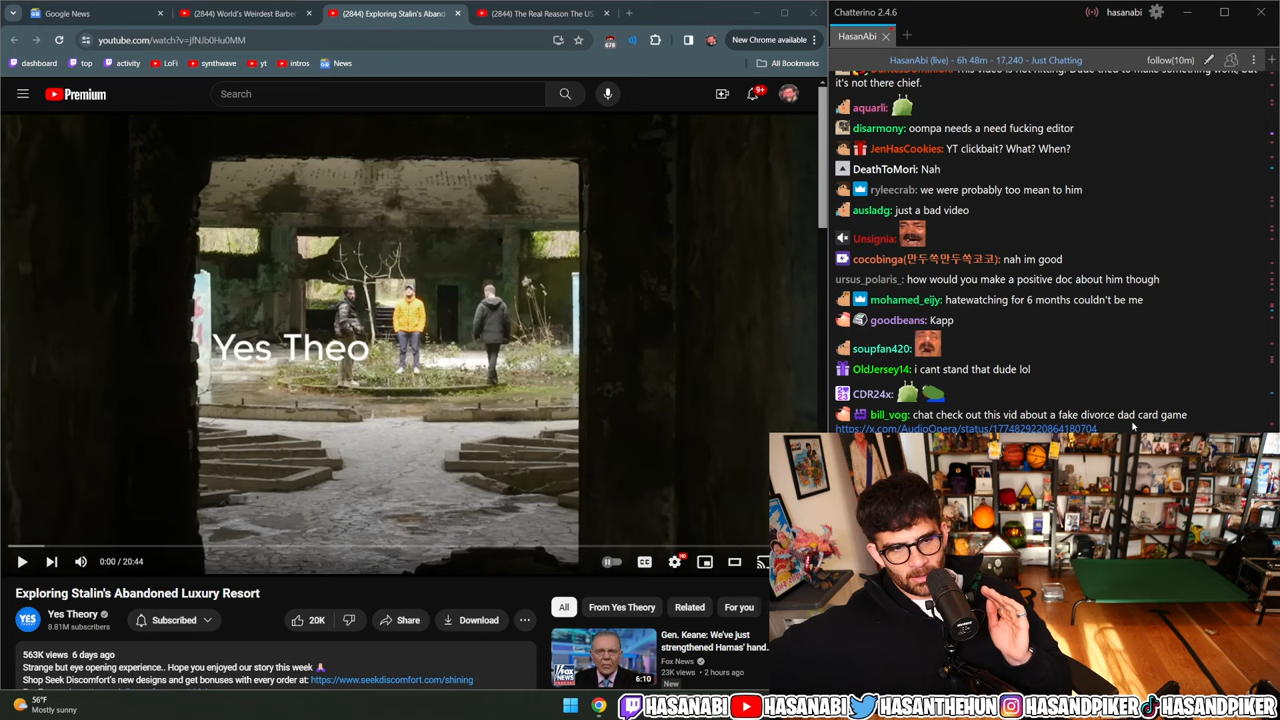 Google News
(2844) World's Weirdest Barber
(2844) Exploring Stalin's Aband
(2844) The Real Reason The US
youtube.com/watch?v=jfNJb0Hu0MM
678
New Chrome available
dashboard
top
activity
LoFi
synthwave
yt
intros
News
All Bookmarks
Premium
Search
9+
Yes Theo
0:00 / 20:44
CC
HD
Exploring Stalin's Abandoned Luxury Resort
YES
Yes Theory
8.81M subscribers
Subscribed
20K
Share
Download
563K views 6 days ago
Strange but eye opening experience.. Hope you enjoyed our story this week
Shop Seek Discomfort's new designs and get bonuses with every order at: https://www.seekdiscomfort.com/shining
All
From Yes Theory
Related
For you
Gen. Keane: We've just
strengthened Hamas' hand..
Fox News
23K views • 2 hours ago
New
6:10
Chatterino 2.4.6
hasanabi
HasanAbi
HasanAbi (live) - 6h 48m - 17,240 - Just Chatting
follow(10m)
it's not there chief.
aquarli:
disarmony: oompa needs a need fucking editor
JenHasCookies: YT clickbait? What? When?
DeathToMori: Nah
ryleecrab: we were probably too mean to him
ausladg: just a bad video
Unsignia:
cocobinga(만두쏙만두쏙코코): nah im good
ursus_polaris_: how would you make a positive doc about him though
mohamed_eijy: hatewatching for 6 months couldn't be me
goodbeans: Kapp
soupfan420:
OldJersey14: i cant stand that dude lol
CDR24x:
bill_vog: chat check out this vid about a fake divorce dad card game
https://x.com/AudioOpera/status/1774829220864180704
56°F
Mostly sunny
HASANABI
HASANABI
HASANTHEHUN
HASANDPIKER
HASANDPIKER